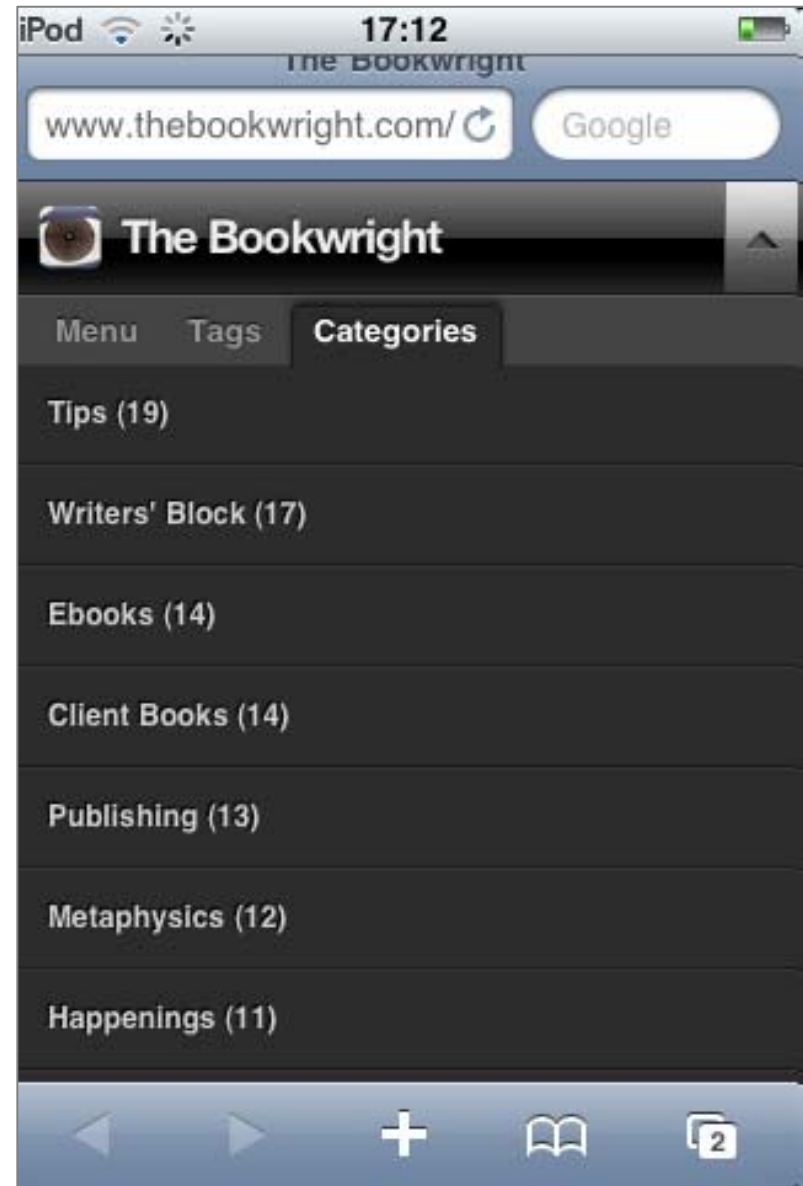 iPod 17:12
The Bookwright
www.thebookwright.com/ Google
The Bookwright
Menu Tags Categories
Tips (19)
Writers' Block (17)
Ebooks (14)
Client Books (14)
Publishing (13)
Metaphysics (12)
Happenings (11)
2